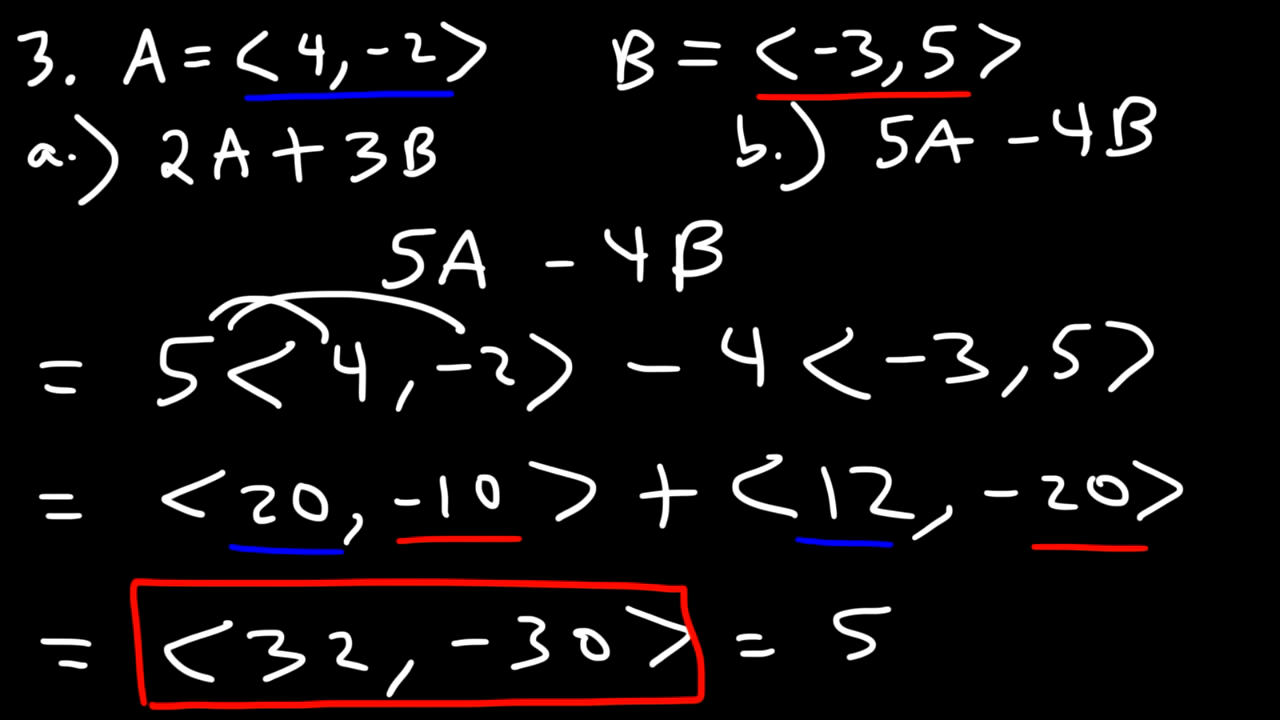 3. A = <4, -2> B = <-3, 5>
a.) 2A + 3B b.) 5A - 4B
5A - 4B
= 5<4, -2> - 4<-3, 5>
= <20, -10> + <12, -20>
= <32, -30> = 5